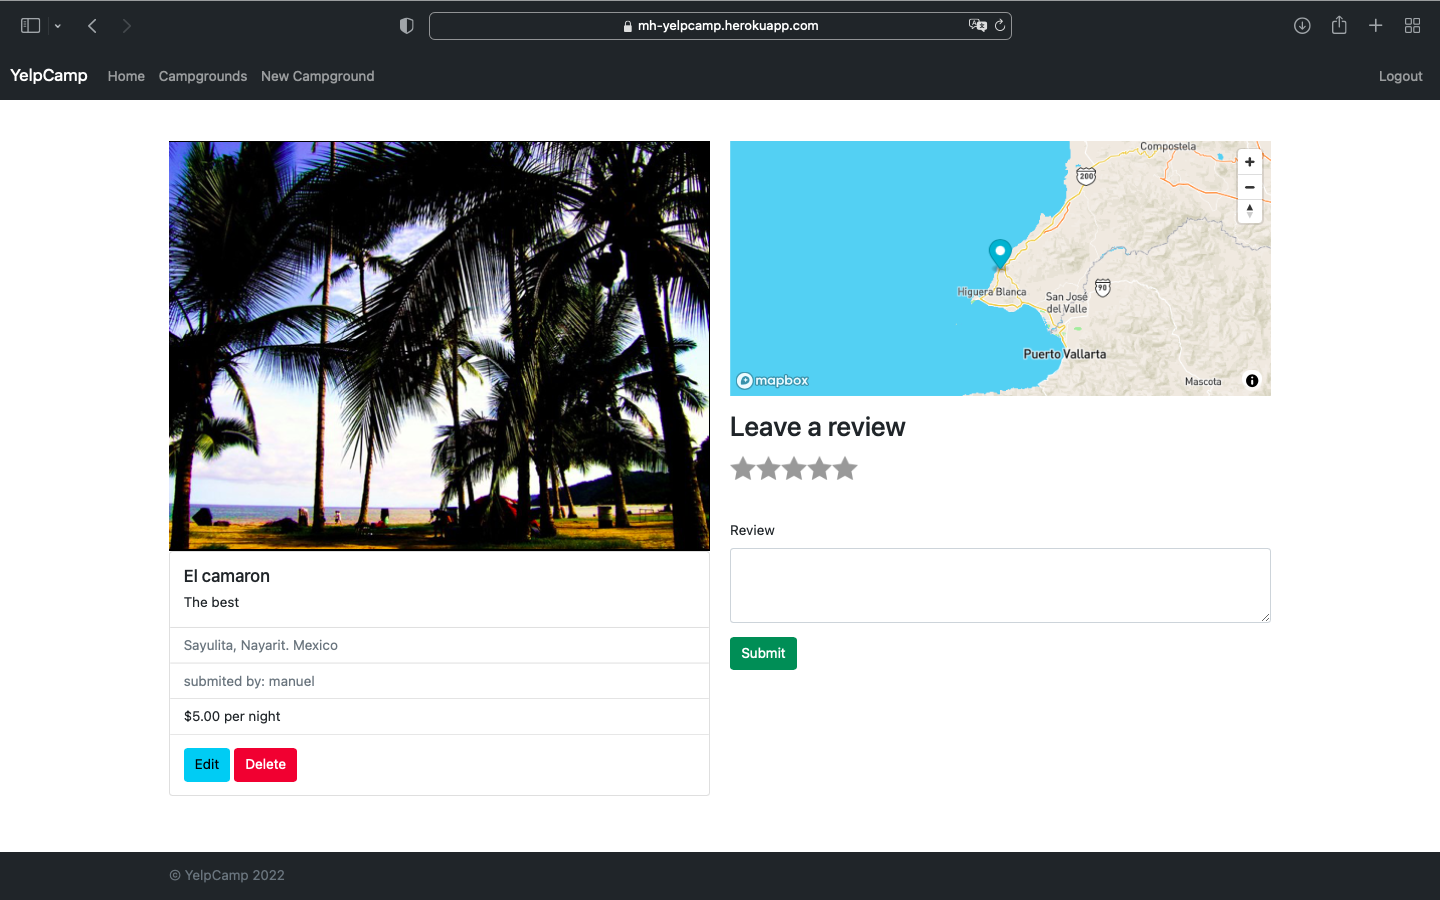 mh-yelpcamp.herokuapp.com
YelpCamp Home Campgrounds New Campground Logout
El camaron
The best
Sayulita, Nayarit. Mexico
submited by: manuel
$5.00 per night
Edit Delete
Compostela
200
Higuera Blanca
San José
del Valle
90
Puerto Vallarta
Mascota
mapbox
Leave a review
Review
Submit
© YelpCamp 2022